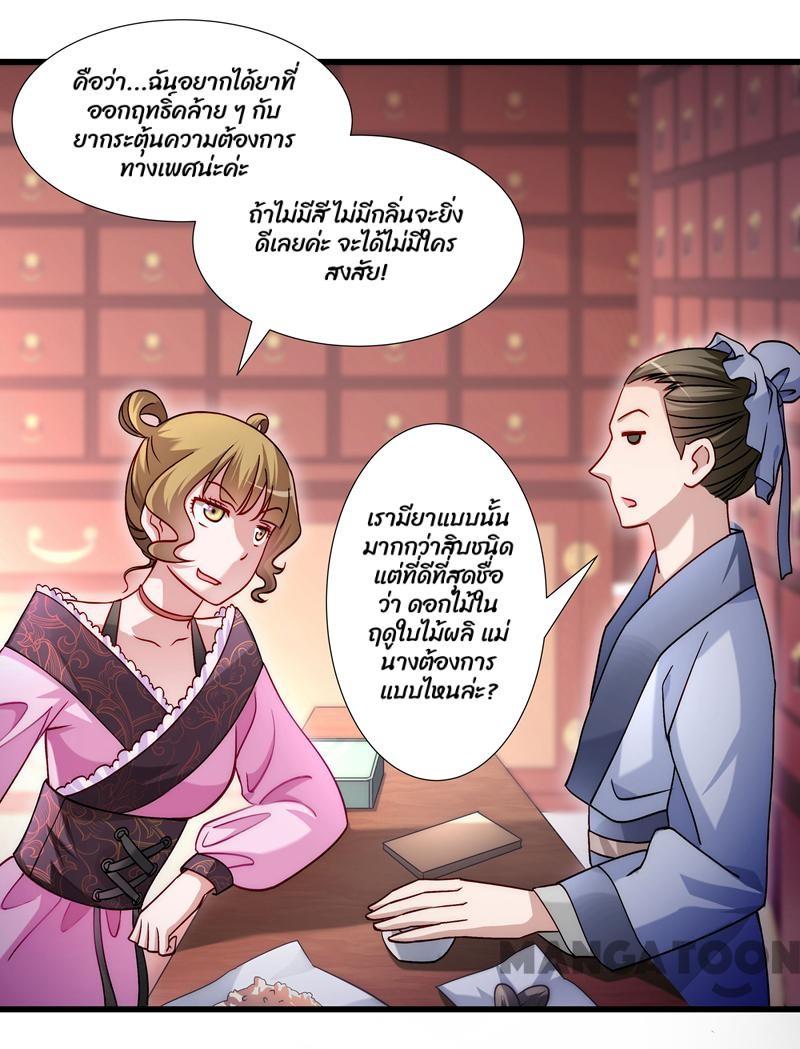 คือว่า...ฉันอยากได้ยาที่
ออกฤทธิ์คล้าย ๆ กับ
ยากระตุ้นความต้องการ
ทางเพศน่ะค่ะ
ถ้าไม่มีสี ไม่มีกลิ่นจะยิ่ง
ดีเลยค่ะ จะได้ไม่มีใคร
สงสัย!
เรามียาแบบนั้น
มากกว่าสิบชนิด
แต่ที่ดีที่สุดชื่อ
ว่า ดอกไม้ใน
ฤดูใบไม้ผลิ แม่
นางต้องการ
แบบไหนล่ะ?
MANGATOON